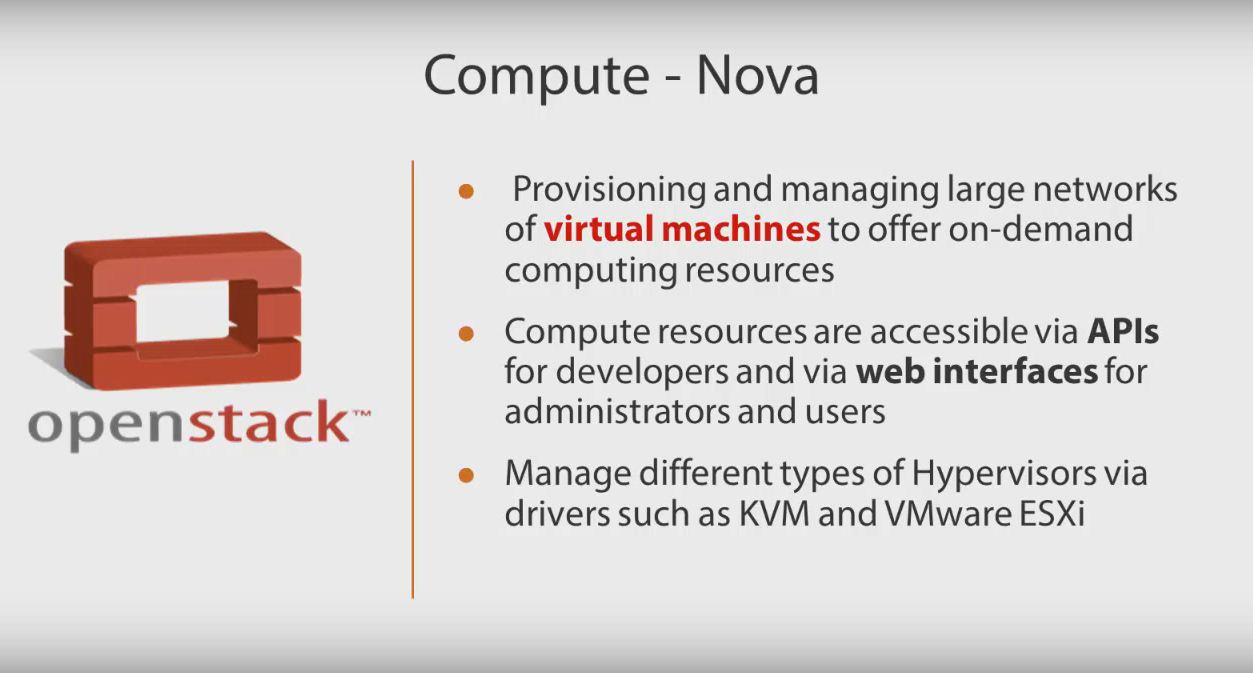 Compute - Nova
Provisioning and managing large networks
of virtual machines to offer on-demand
computing resources
Compute resources are accessible via APIs
for developers and via web interfaces for
administrators and users
Manage different types of Hypervisors via
drivers such as KVM and VMware ESXi
openstack™